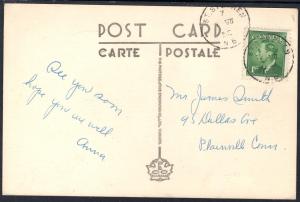 POST CARD
CARTE POSTALE
CANADA
N.B.
See you soon
hope you are well
Anna
Mr James Smith
95 Dallas Ave
Plainville Conn.